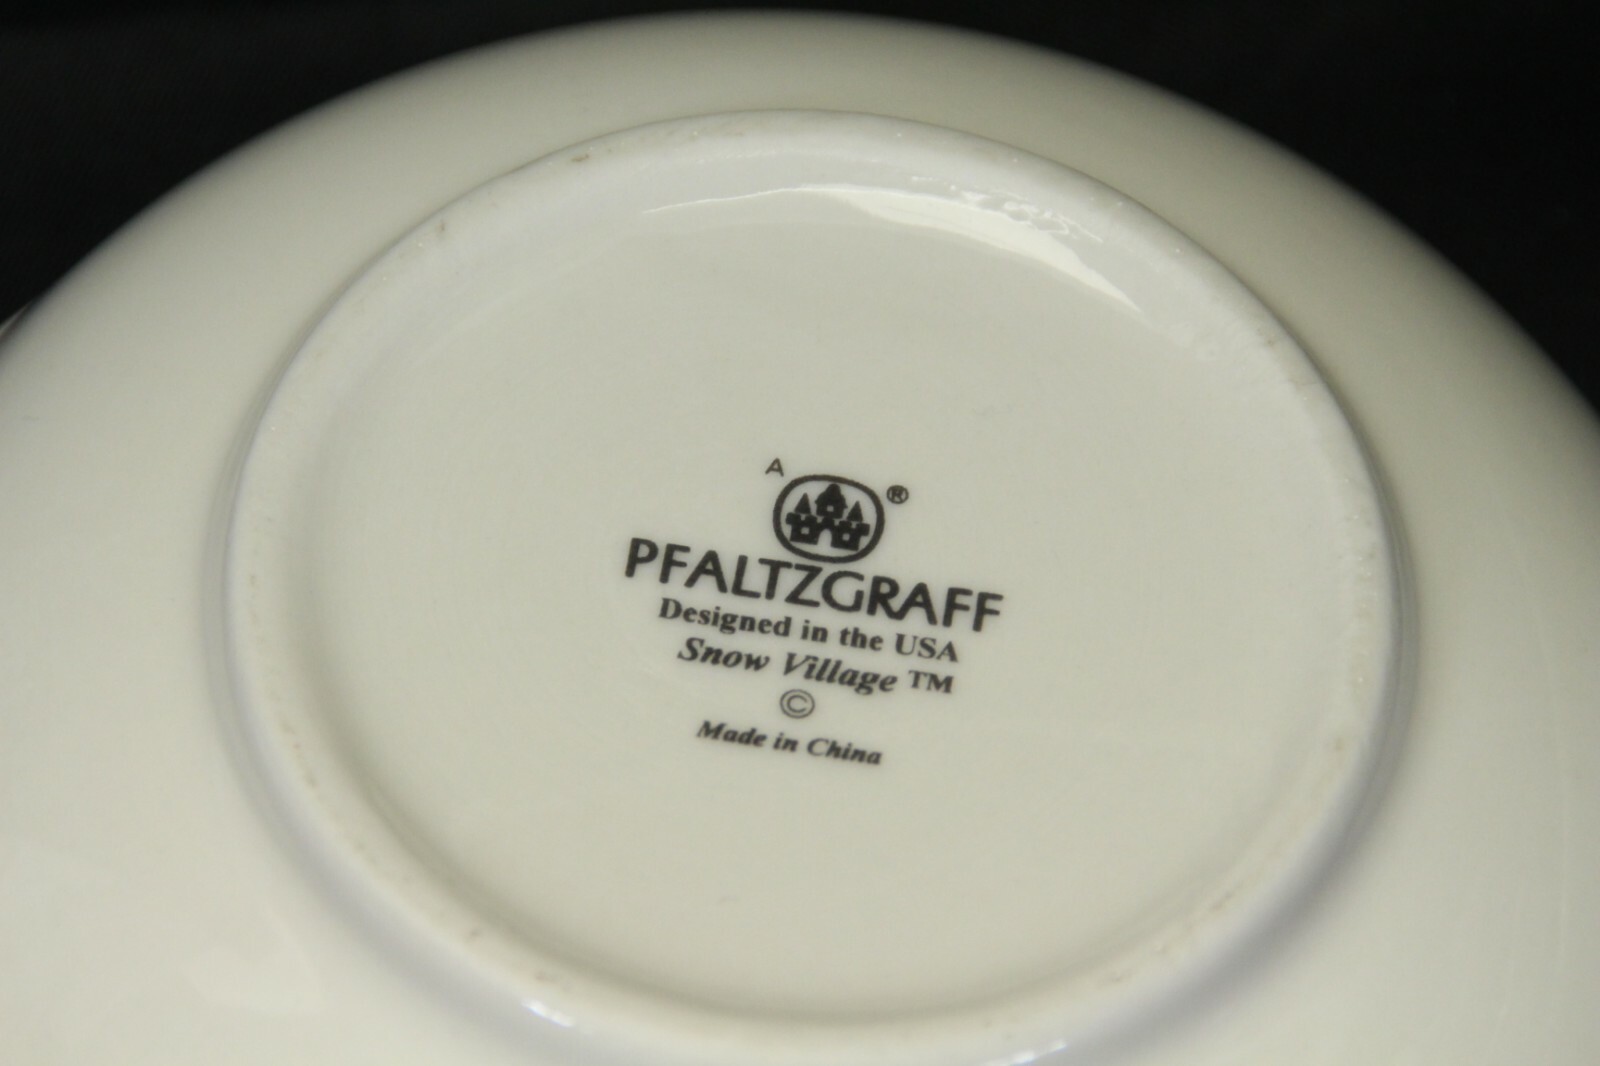 A ®
PFALTZGRAFF
Designed in the USA
Snow Village ™
©
Made in China